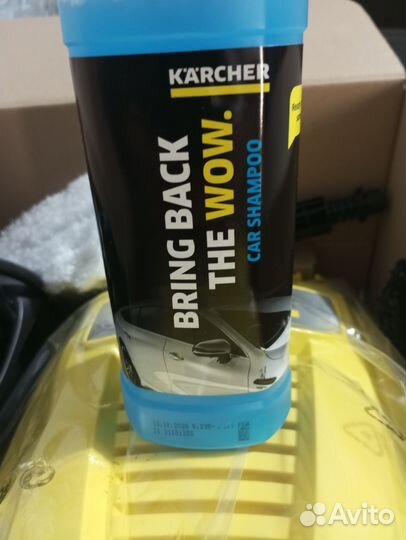 KÄRCHER
BRING BACK
THE WOW.
CAR SHAMPOO
Avito